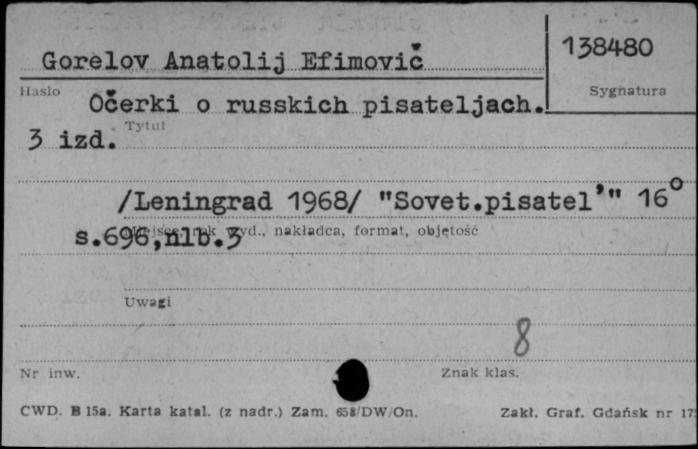 Gorelov Anatolij Efimovič
138480
Hasło
Sygnatura
Očerki o russkich pisateljach.
Tytuł
3 izd.
/Leningrad 1968/ "Sovet.pisatel'" 16°
wyd., nakładca, format, objętość
s.696,nlb.3
Uwagi
8
Nr inw.
Znak klas.
CWD. B 15a. Karta katal. (z nadr.) Zam. 658/DW/On.
Zakł. Graf. Gdańsk nr 17